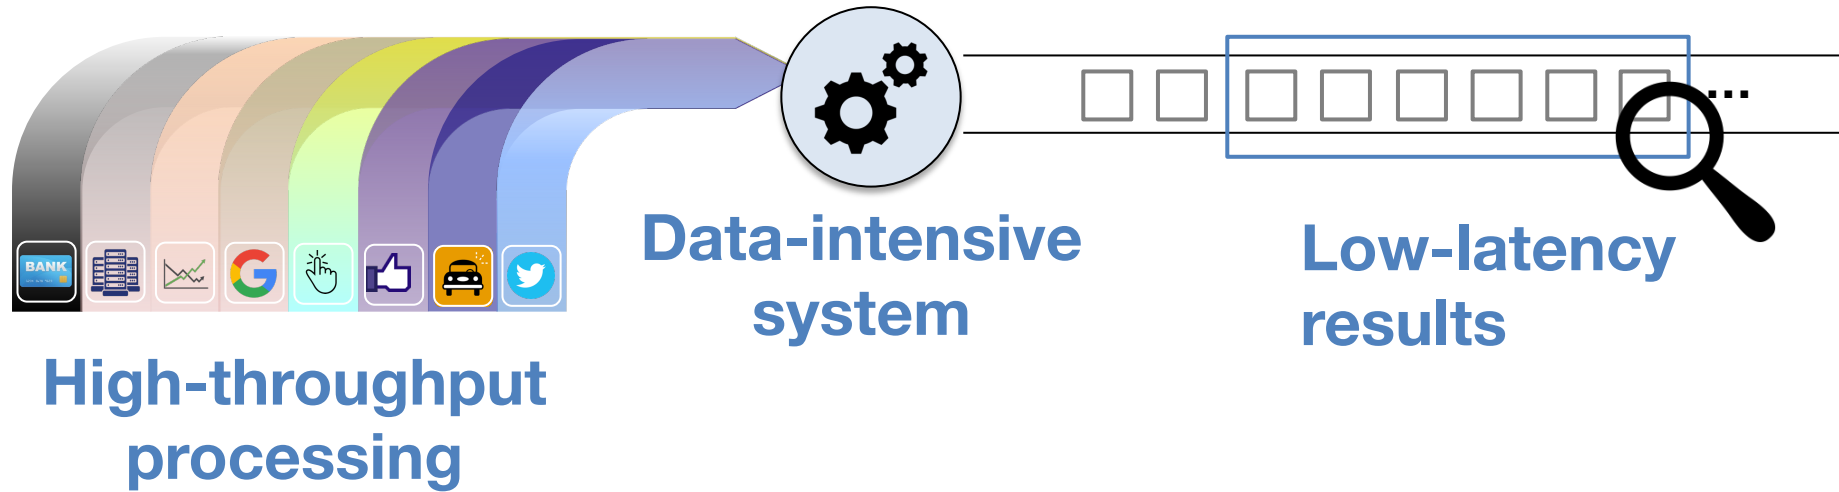 BANK
High-throughput
processing
Data-intensive
system
Low-latency
results
...